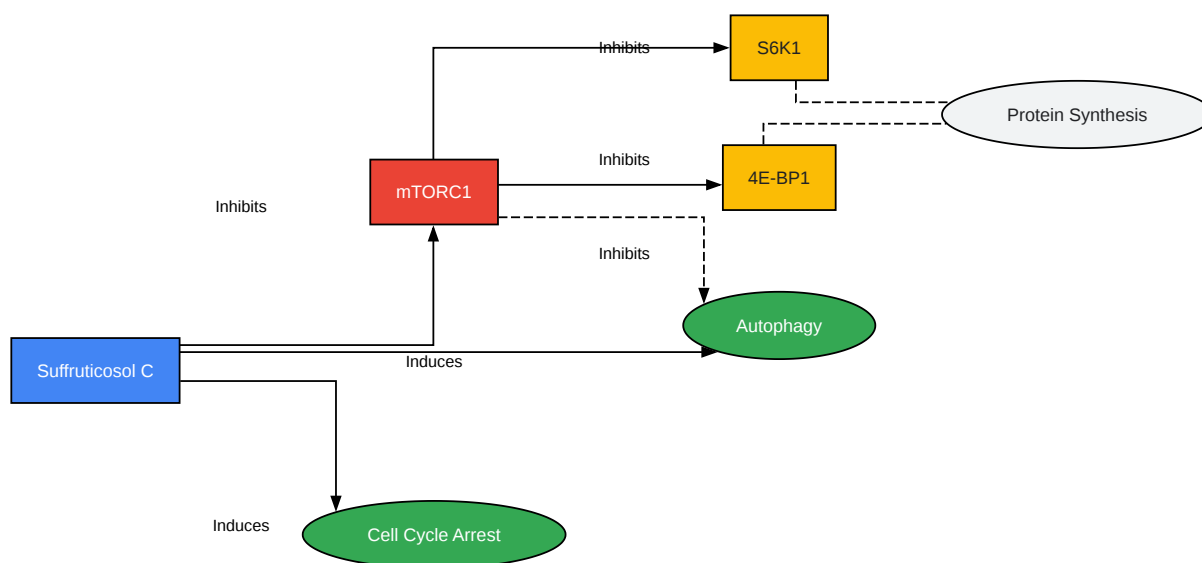 Inhibits
S6K1
Protein Synthesis
Inhibits
4E-BP1
mTORC1
Inhibits
Inhibits
Autophagy
Induces
Suffruticosol C
Induces
Cell Cycle Arrest